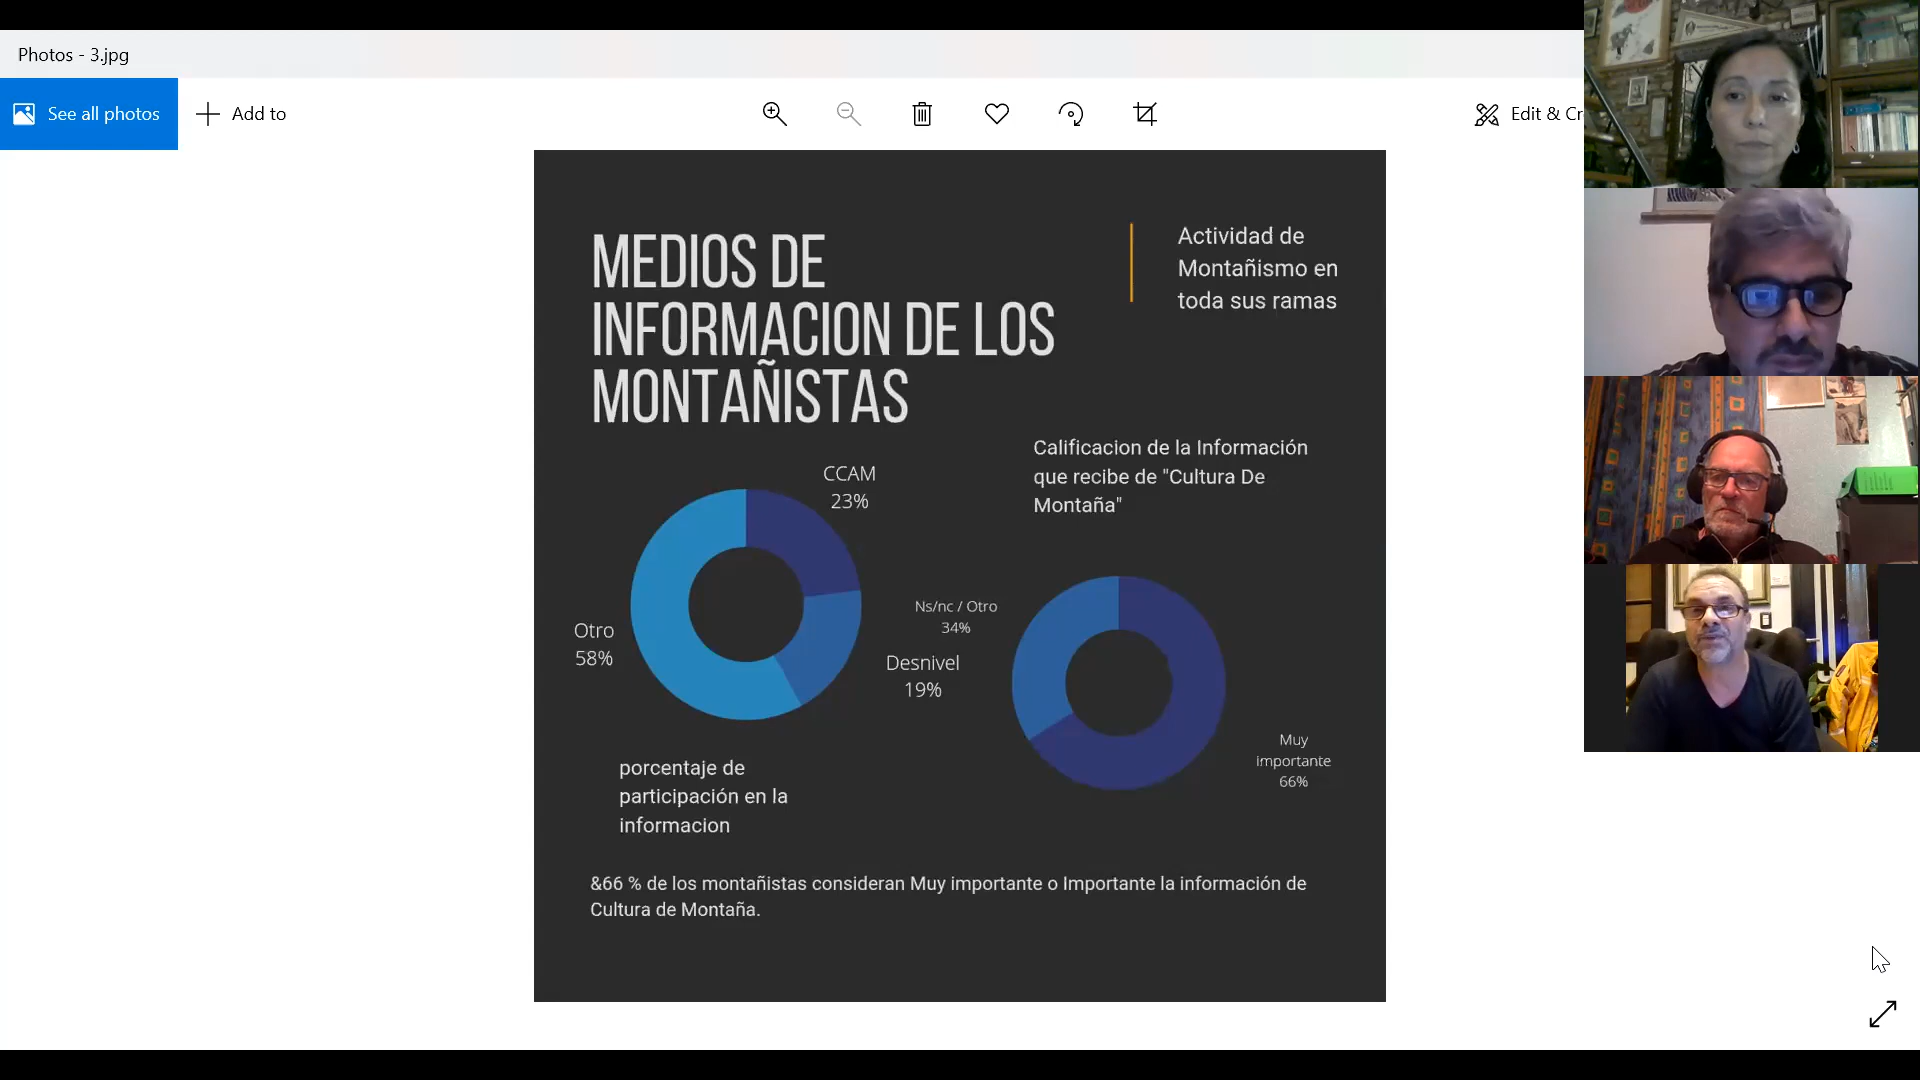 Photos - 3.jpg
See all photos
Add to
Edit & Cr
MEDIOS DE
INFORMACION DE LOS
MONTAÑISTAS
Actividad de
Montañismo en
toda sus ramas
Calificacion de la Información
que recibe de "Cultura De
Montaña"
CCAM
23%
Otro
58%
Desnivel
19%
Ns/nc / Otro
34%
Muy
importante
66%
porcentaje de
participación en la
informacion
&66 % de los montañistas consideran Muy importante o Importante la información de
Cultura de Montaña.